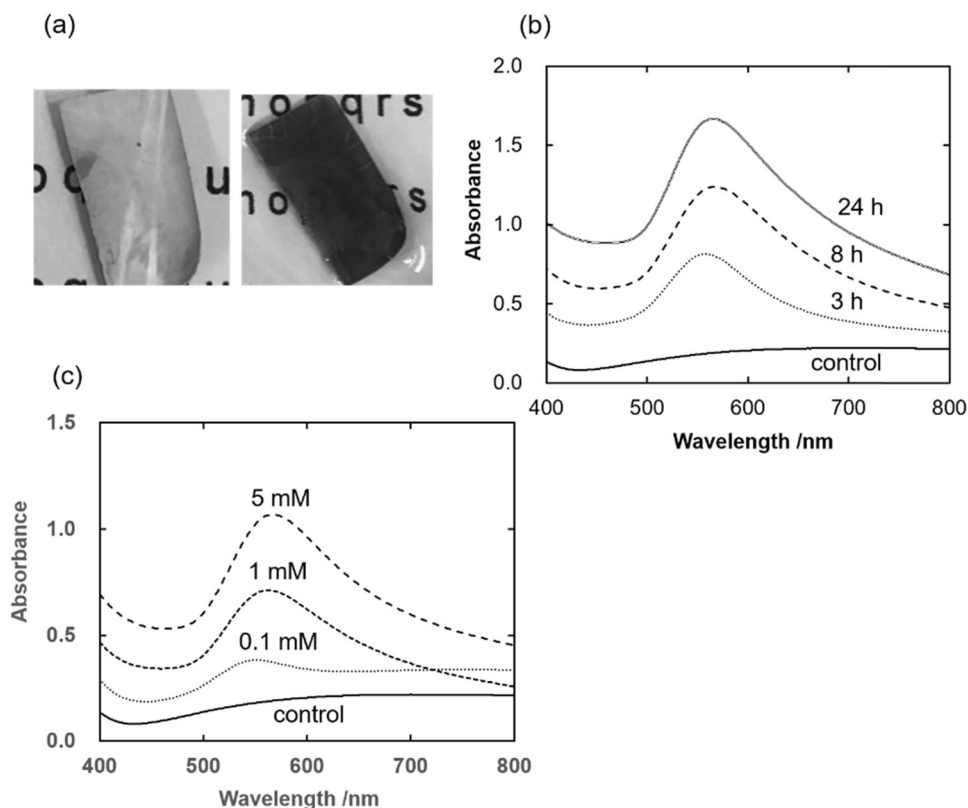 (a)
nopqrs
u
nopqrs
u
(b)
2.0
1.5
1.0
0.5
0.0
Absorbance
24 h
8 h
3 h
control
400 500 600 700 800
Wavelength /nm
(c)
1.5
1.0
0.5
0.0
Absorbance
5 mM
1 mM
0.1 mM
control
400 500 600 700 800
Wavelength /nm